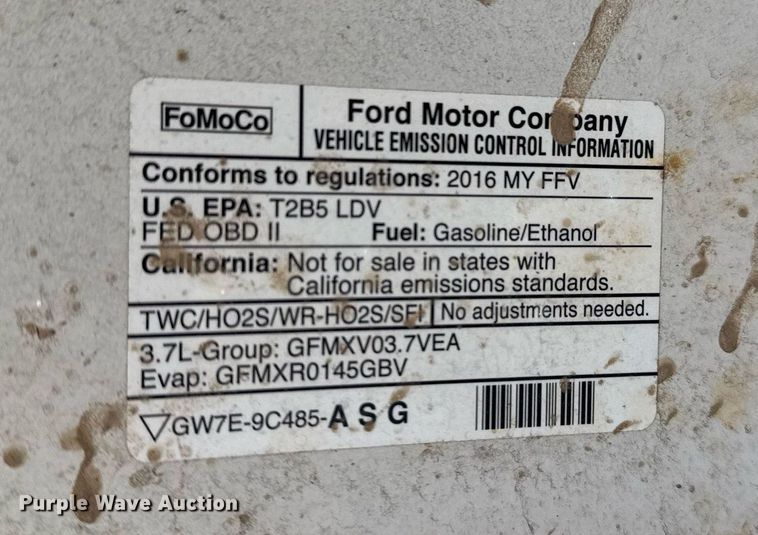 FoMoCo
Ford Motor Company
VEHICLE EMISSION CONTROL INFORMATION
Conforms to regulations: 2016 MY FFV
U.S. EPA: T2B5 LDV
FED OBD II Fuel: Gasoline/Ethanol
California: Not for sale in states with
California emissions standards.
TWC/HO2S/WR-HO2S/SFI No adjustments needed.
3.7L-Group: GFMXV03.7VEA
Evap: GFMXR0145GBV
GW7E-9C485-A S G
Purple Wave Auction